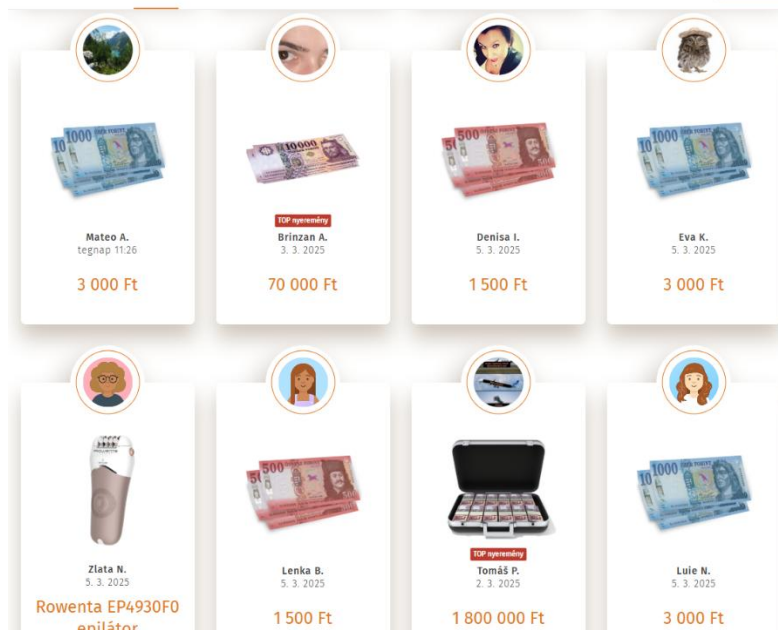 Mateo A.
tegnap 11:26
3 000 Ft
TOP nyeremény
Brínzan A.
3. 3. 2025
70 000 Ft
Denisa I.
5. 3. 2025
1 500 Ft
Eva K.
5. 3. 2025
3 000 Ft
Zlata N.
5. 3. 2025
Rowenta EP4930F0
epilátor
Lenka B.
5. 3. 2025
1 500 Ft
TOP nyeremény
Tomáš P.
2. 3. 2025
1 800 000 Ft
Luie N.
5. 3. 2025
3 000 Ft